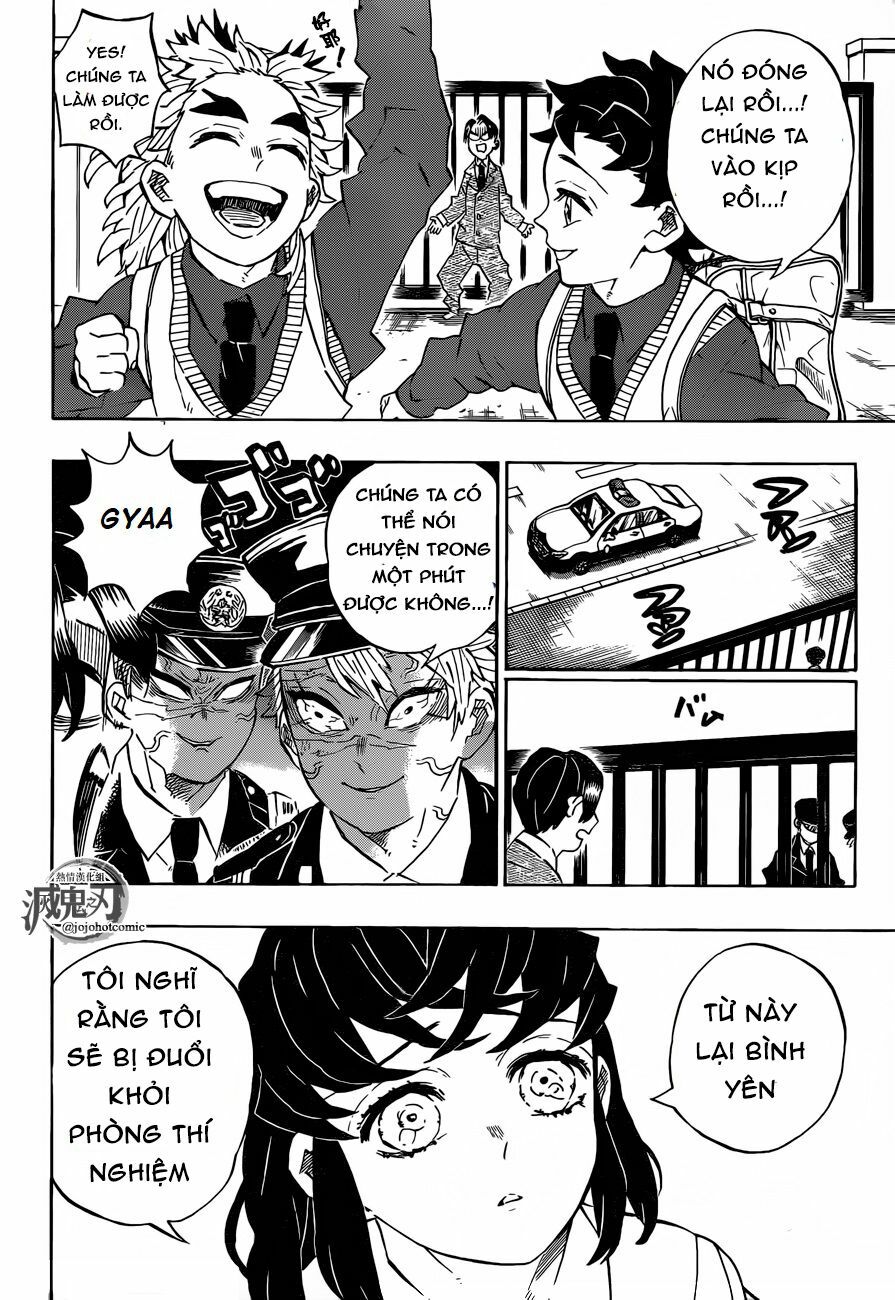 NÓ ĐÓNG
LẠI RỒI...!
CHÚNG TA
VÀO KỊP
RỒI...!
好耶!
YES!
CHÚNG TA
LÀM ĐƯỢC
RỒI.
バム
CHÚNG TA CÓ
THỂ NÓI
CHUYỆN TRONG
MỘT PHÚT
ĐƯỢC KHÔNG...!
ゴゴゴ
GYAA
熱情漢化組
滅鬼之刃
@jojohotcomic
TỪ NÀY
LẠI BÌNH
YÊN
TÔI NGHĨ
RẰNG TÔI
SẼ BỊ ĐUỔI
KHỎI
PHÒNG THÍ
NGHIỆM